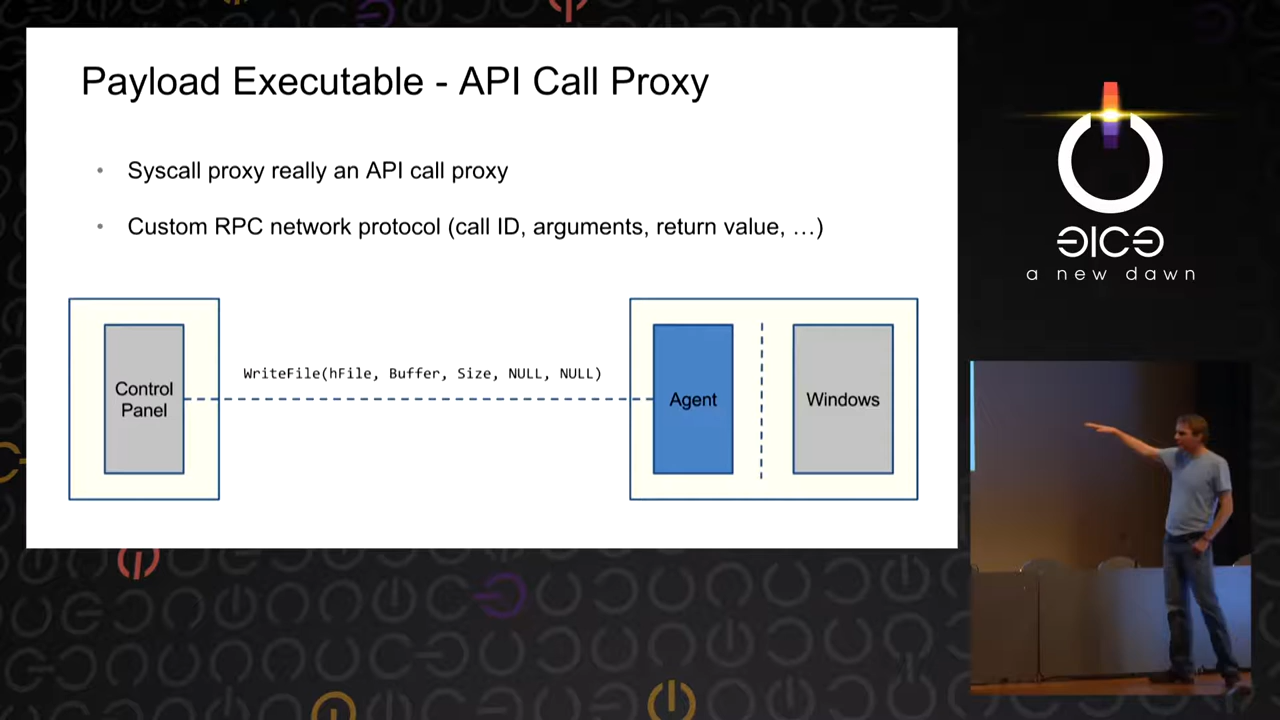 Payload Executable - API Call Proxy
• Syscall proxy really an API call proxy
• Custom RPC network protocol (call ID, arguments, return value, …)
WriteFile(hFile, Buffer, Size, NULL, NULL)
Control
Panel
Agent
Windows
31C3
a new dawn